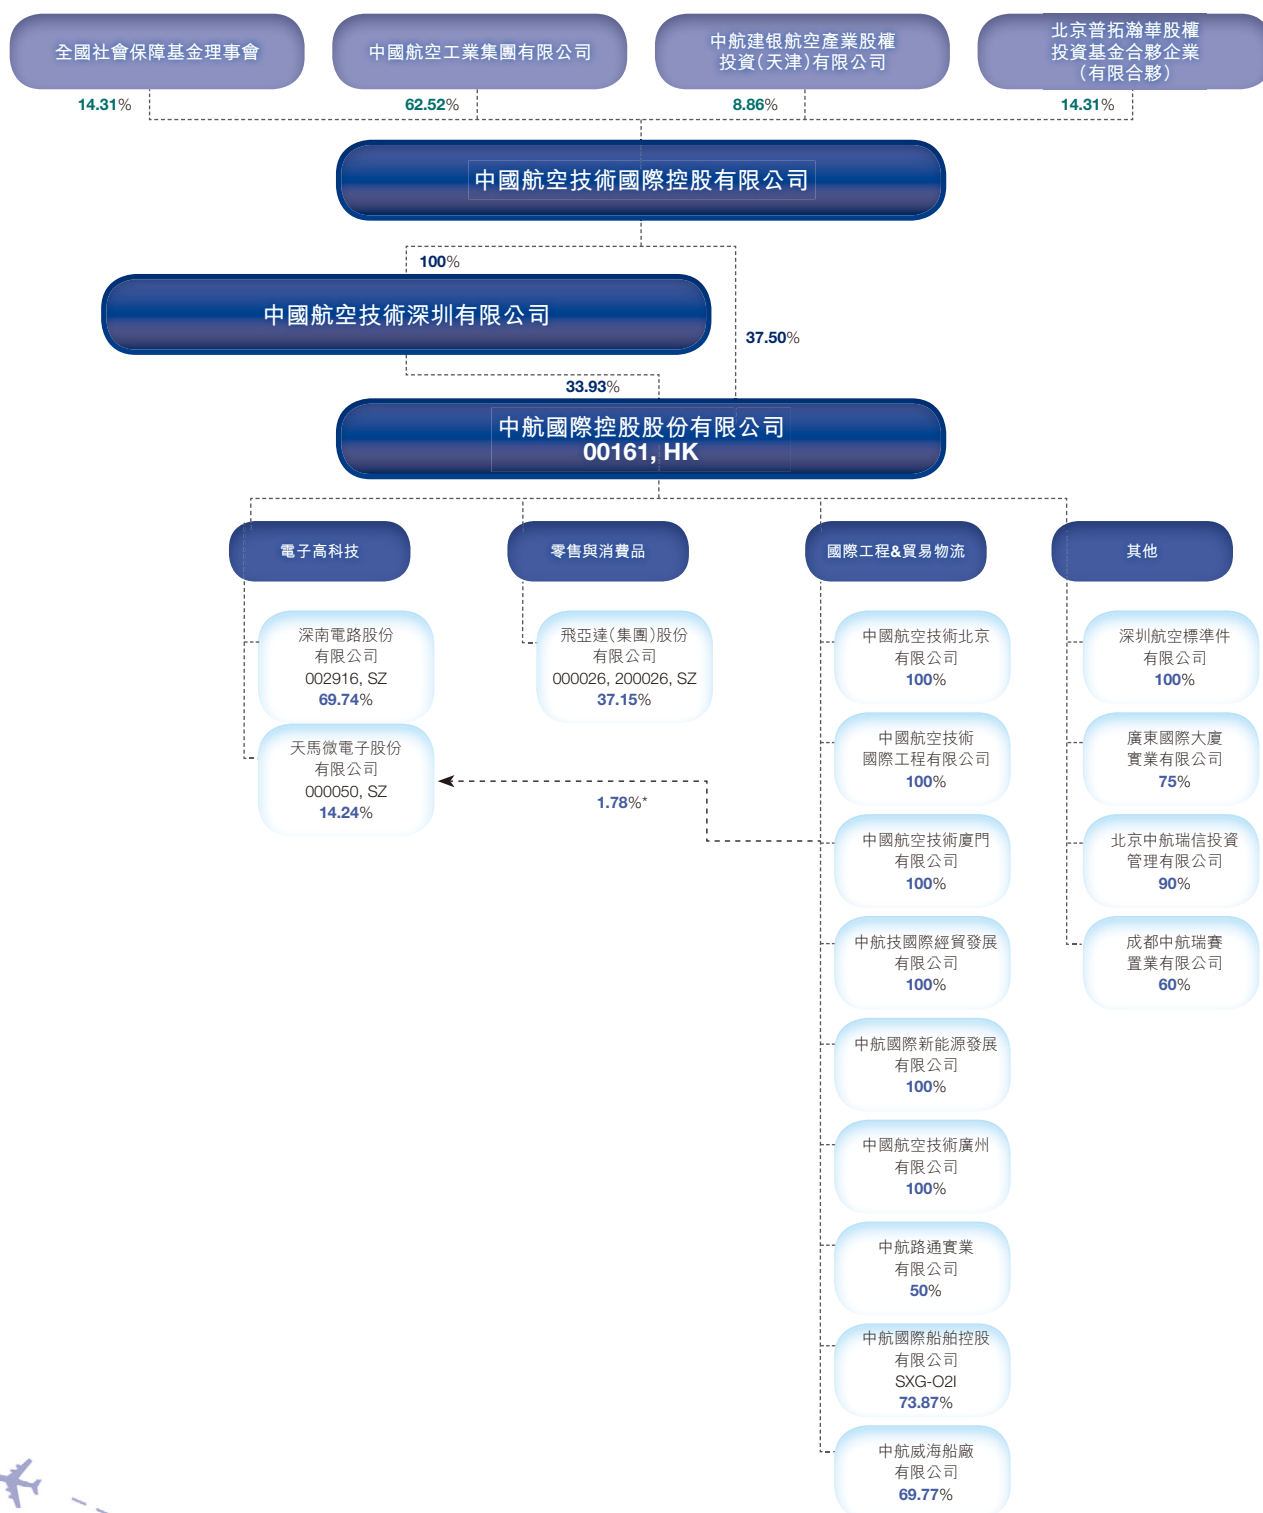 全國社會保障基金理事會
中國航空工業集團有限公司
中航建银航空產業股權
投資(天津)有限公司
北京普拓瀚華股權
投資基金合夥企業
(有限合夥)
14.31%
62.52%
8.86%
14.31%
中國航空技術國際控股有限公司
100%
中國航空技術深圳有限公司
37.50%
33.93%
中航國際控股股份有限公司
00161, HK
電子高科技
零售與消費品
國際工程&貿易物流
其他
深南電路股份
有限公司
002916, SZ
69.74%
天馬微電子股份
有限公司
000050, SZ
14.24%
飛亞達(集團)股份
有限公司
000026, 200026, SZ
37.15%
1.78%*
中國航空技術北京
有限公司
100%
中國航空技術
國際工程有限公司
100%
中國航空技術廈門
有限公司
100%
中航技國際經貿發展
有限公司
100%
中航國際新能源發展
有限公司
100%
中國航空技術廣州
有限公司
100%
中航路通實業
有限公司
50%
中航國際船舶控股
有限公司
SXG-O2I
73.87%
中航威海船廠
有限公司
69.77%
深圳航空標準件
有限公司
100%
廣東國際大廈
實業有限公司
75%
北京中航瑞信投資
管理有限公司
90%
成都中航瑞賽
置業有限公司
60%